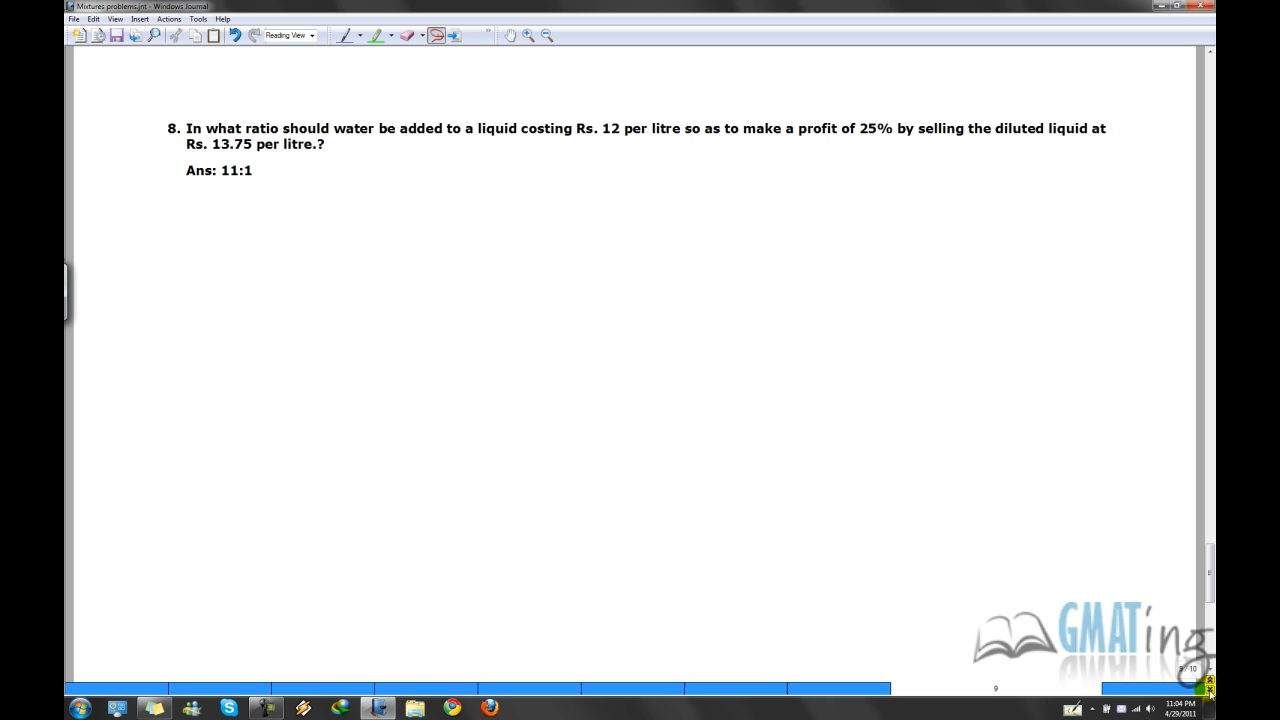 Mixtures problems.jnt - Windows Journal
File Edit View Insert Actions Tools Help
Reading View
8. In what ratio should water be added to a liquid costing Rs. 12 per litre so as to make a profit of 25% by selling the diluted liquid at
Rs. 13.75 per litre.?
Ans: 11:1
GMATing
9
11:04 PM
4/29/2011